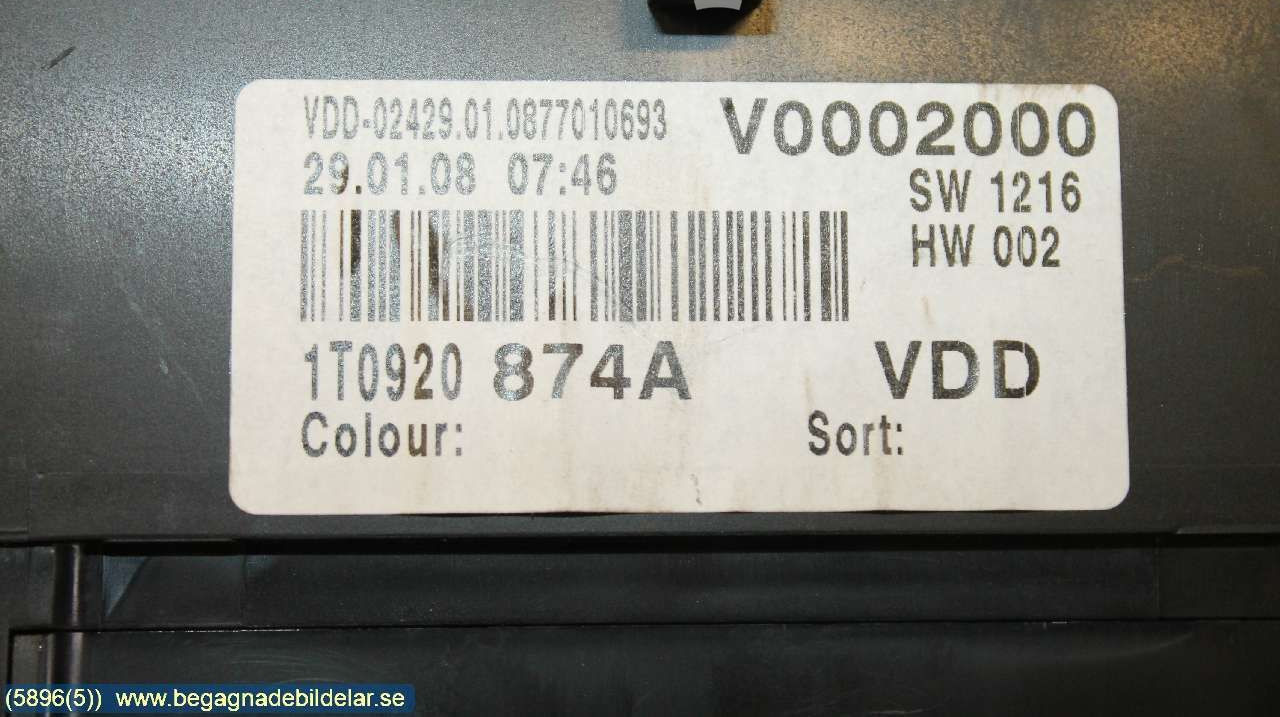 VDD-02429.01.0877010693 V0002000
29.01.08 07:46
SW 1216
HW 002
1T0920 874A VDD
Colour: Sort:
(5896(5)) www.begagnadebildelar.se